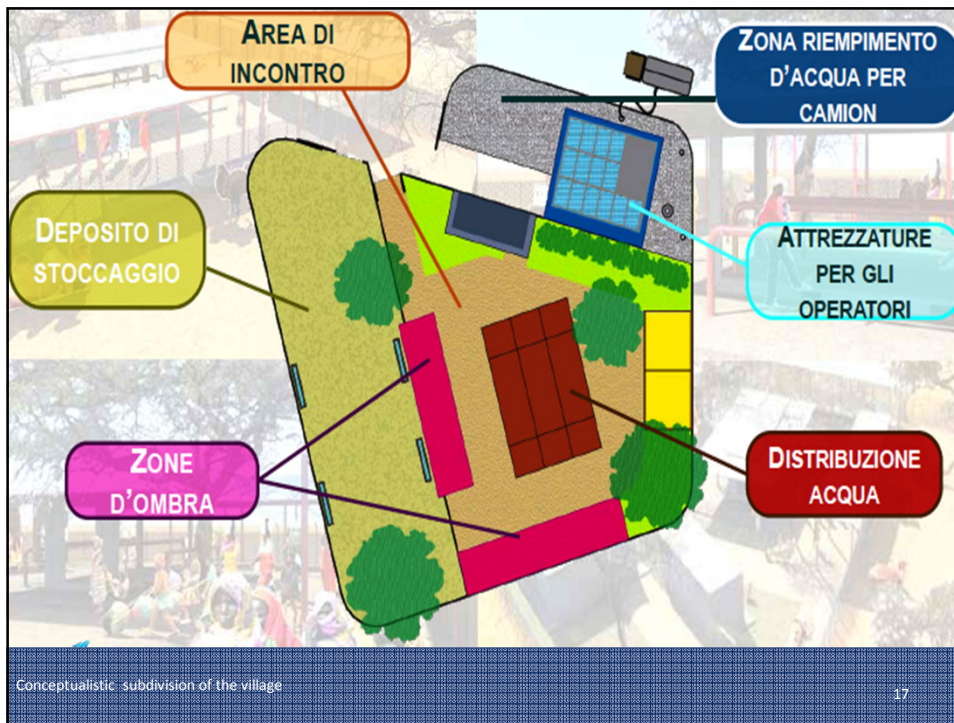 AREA DI
INCONTRO
ZONA RIEMPIMENTO
D'ACQUA PER
CAMION
DEPOSITO DI
STOCCAGGIO
ATTREZZATURE
PER GLI
OPERATORI
ZONE
D'OMBRA
DISTRIBUZIONE
ACQUA
Conceptualistic subdivision of the village
17